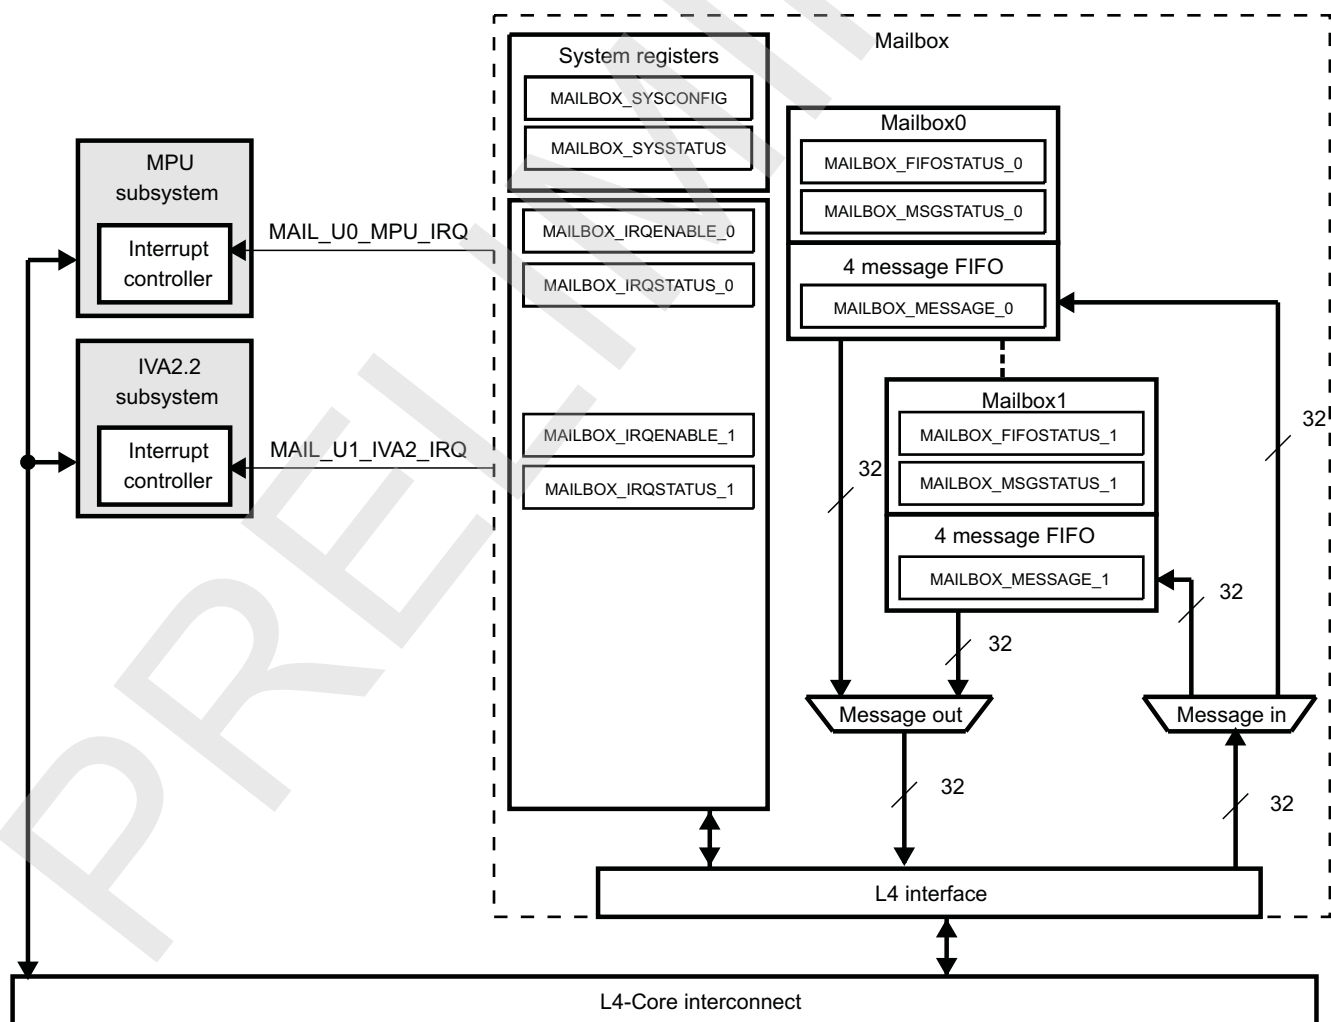 Mailbox
System registers
MAILBOX_SYSCONFIG
MAILBOX_SYSSTATUS
MAILBOX_IRQENABLE_0
MAILBOX_IRQSTATUS_0
MAILBOX_IRQENABLE_1
MAILBOX_IRQSTATUS_1
MPU
subsystem
Interrupt
controller
MAIL_U0_MPU_IRQ
IVA2.2
subsystem
Interrupt
controller
MAIL_U1_IVA2_IRQ
Mailbox0
MAILBOX_FIFOSTATUS_0
MAILBOX_MSGSTATUS_0
4 message FIFO
MAILBOX_MESSAGE_0
Mailbox1
MAILBOX_FIFOSTATUS_1
MAILBOX_MSGSTATUS_1
4 message FIFO
MAILBOX_MESSAGE_1
32
32
32
32
Message out
Message in
32
32
L4 interface
L4-Core interconnect
PRELIMI